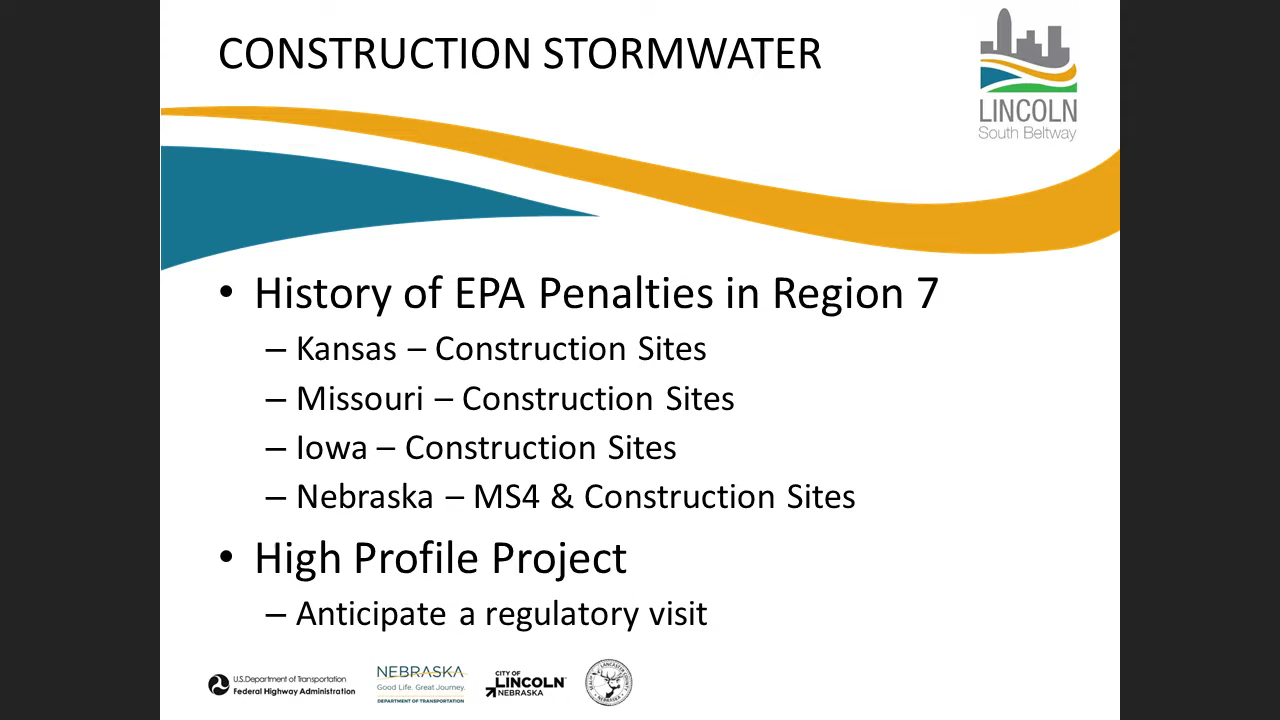 CONSTRUCTION STORMWATER
LINCOLN
South Beltway
• History of EPA Penalties in Region 7
– Kansas – Construction Sites
– Missouri – Construction Sites
– Iowa – Construction Sites
– Nebraska – MS4 & Construction Sites
• High Profile Project
– Anticipate a regulatory visit
U.S.Department of Transportation
Federal Highway Administration
NEBRASKA
Good Life. Great Journey.
DEPARTMENT OF TRANSPORTATION
CITY OF
LINCOLN
NEBRASKA